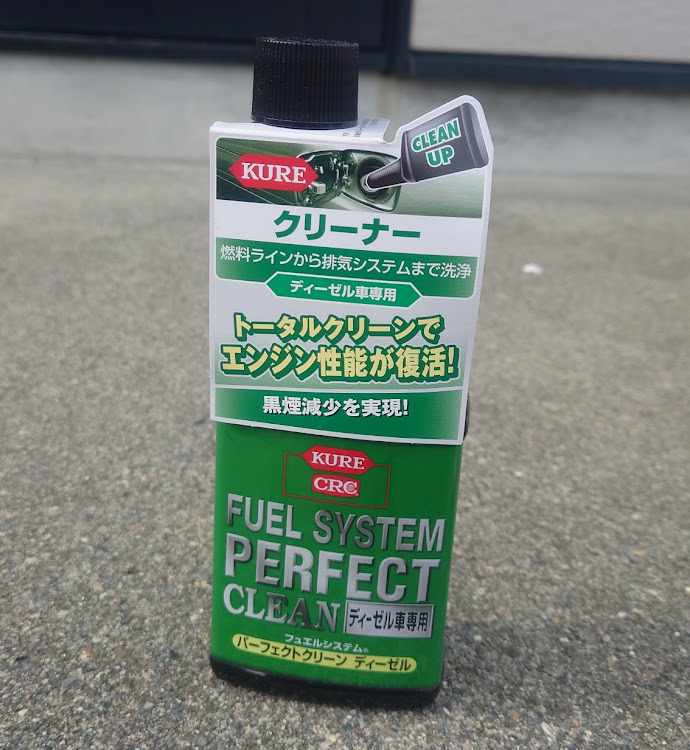 CLEAN
UP
KURE
クリーナー
燃料ラインから排気システムまで洗浄
ディーゼル車専用
トータルクリーンで
エンジン性能が復活!
黒煙減少を実現!
KURE
CRC
FUEL SYSTEM
PERFECT
CLEAN ディーゼル車専用
フュエルシステム®
パーフェクトクリーン ディーゼル